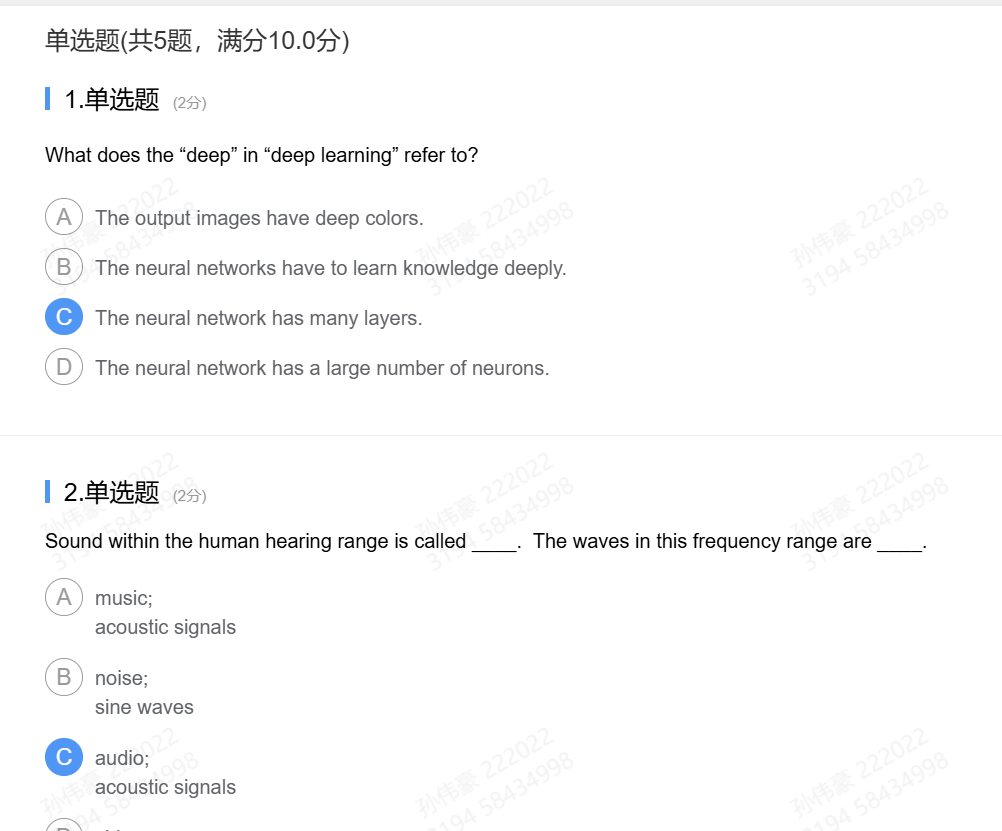 单选题(共5题，满分10.0分)
1.单选题 (2分)
What does the “deep” in “deep learning” refer to?
A The output images have deep colors.
B The neural networks have to learn knowledge deeply.
C The neural network has many layers.
D The neural network has a large number of neurons.
2.单选题 (2分)
Sound within the human hearing range is called ____.  The waves in this frequency range are ____.
A music;
acoustic signals
B noise;
sine waves
C audio;
acoustic signals
孙伟豪 222022
3194 58434998
孙伟豪 222022
3194 58434998
孙伟豪 222022
3194 58434998
孙伟豪 222022
3194 58434998
孙伟豪 222022
3194 58434998
孙伟豪 222022
3194 58434998
孙伟豪 222022
3194 58434998
孙伟豪 222022
3194 58434998
孙伟豪 222022
3194 58434998